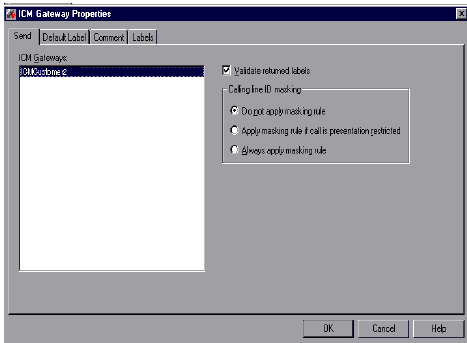 ICM Gateway Properties
Send Default Label Comment Labels
ICM Gateways:
ICMCustomer2
Validate returned labels
Calling line ID masking
Do not apply masking rule
Apply masking rule if call is presentation restricted
Always apply masking rule
OK Cancel Help